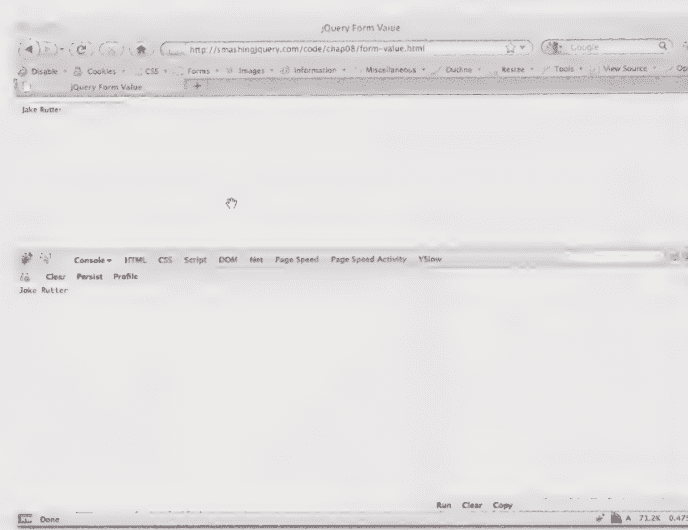 jQuery Form Value
http://smashingjquery.com/code/chap08/form-value.html Google
Disable Cookies CSS Forms Images Information Miscellaneous Outline Resize Tools View Source
jQuery Form Value
Jake Rutter
Console HTML CSS Script DOM Net Page Speed Page Speed Activity YSlow
Clear Persist Profile
Jake Rutter
Run Clear Copy
Done A 71.2K